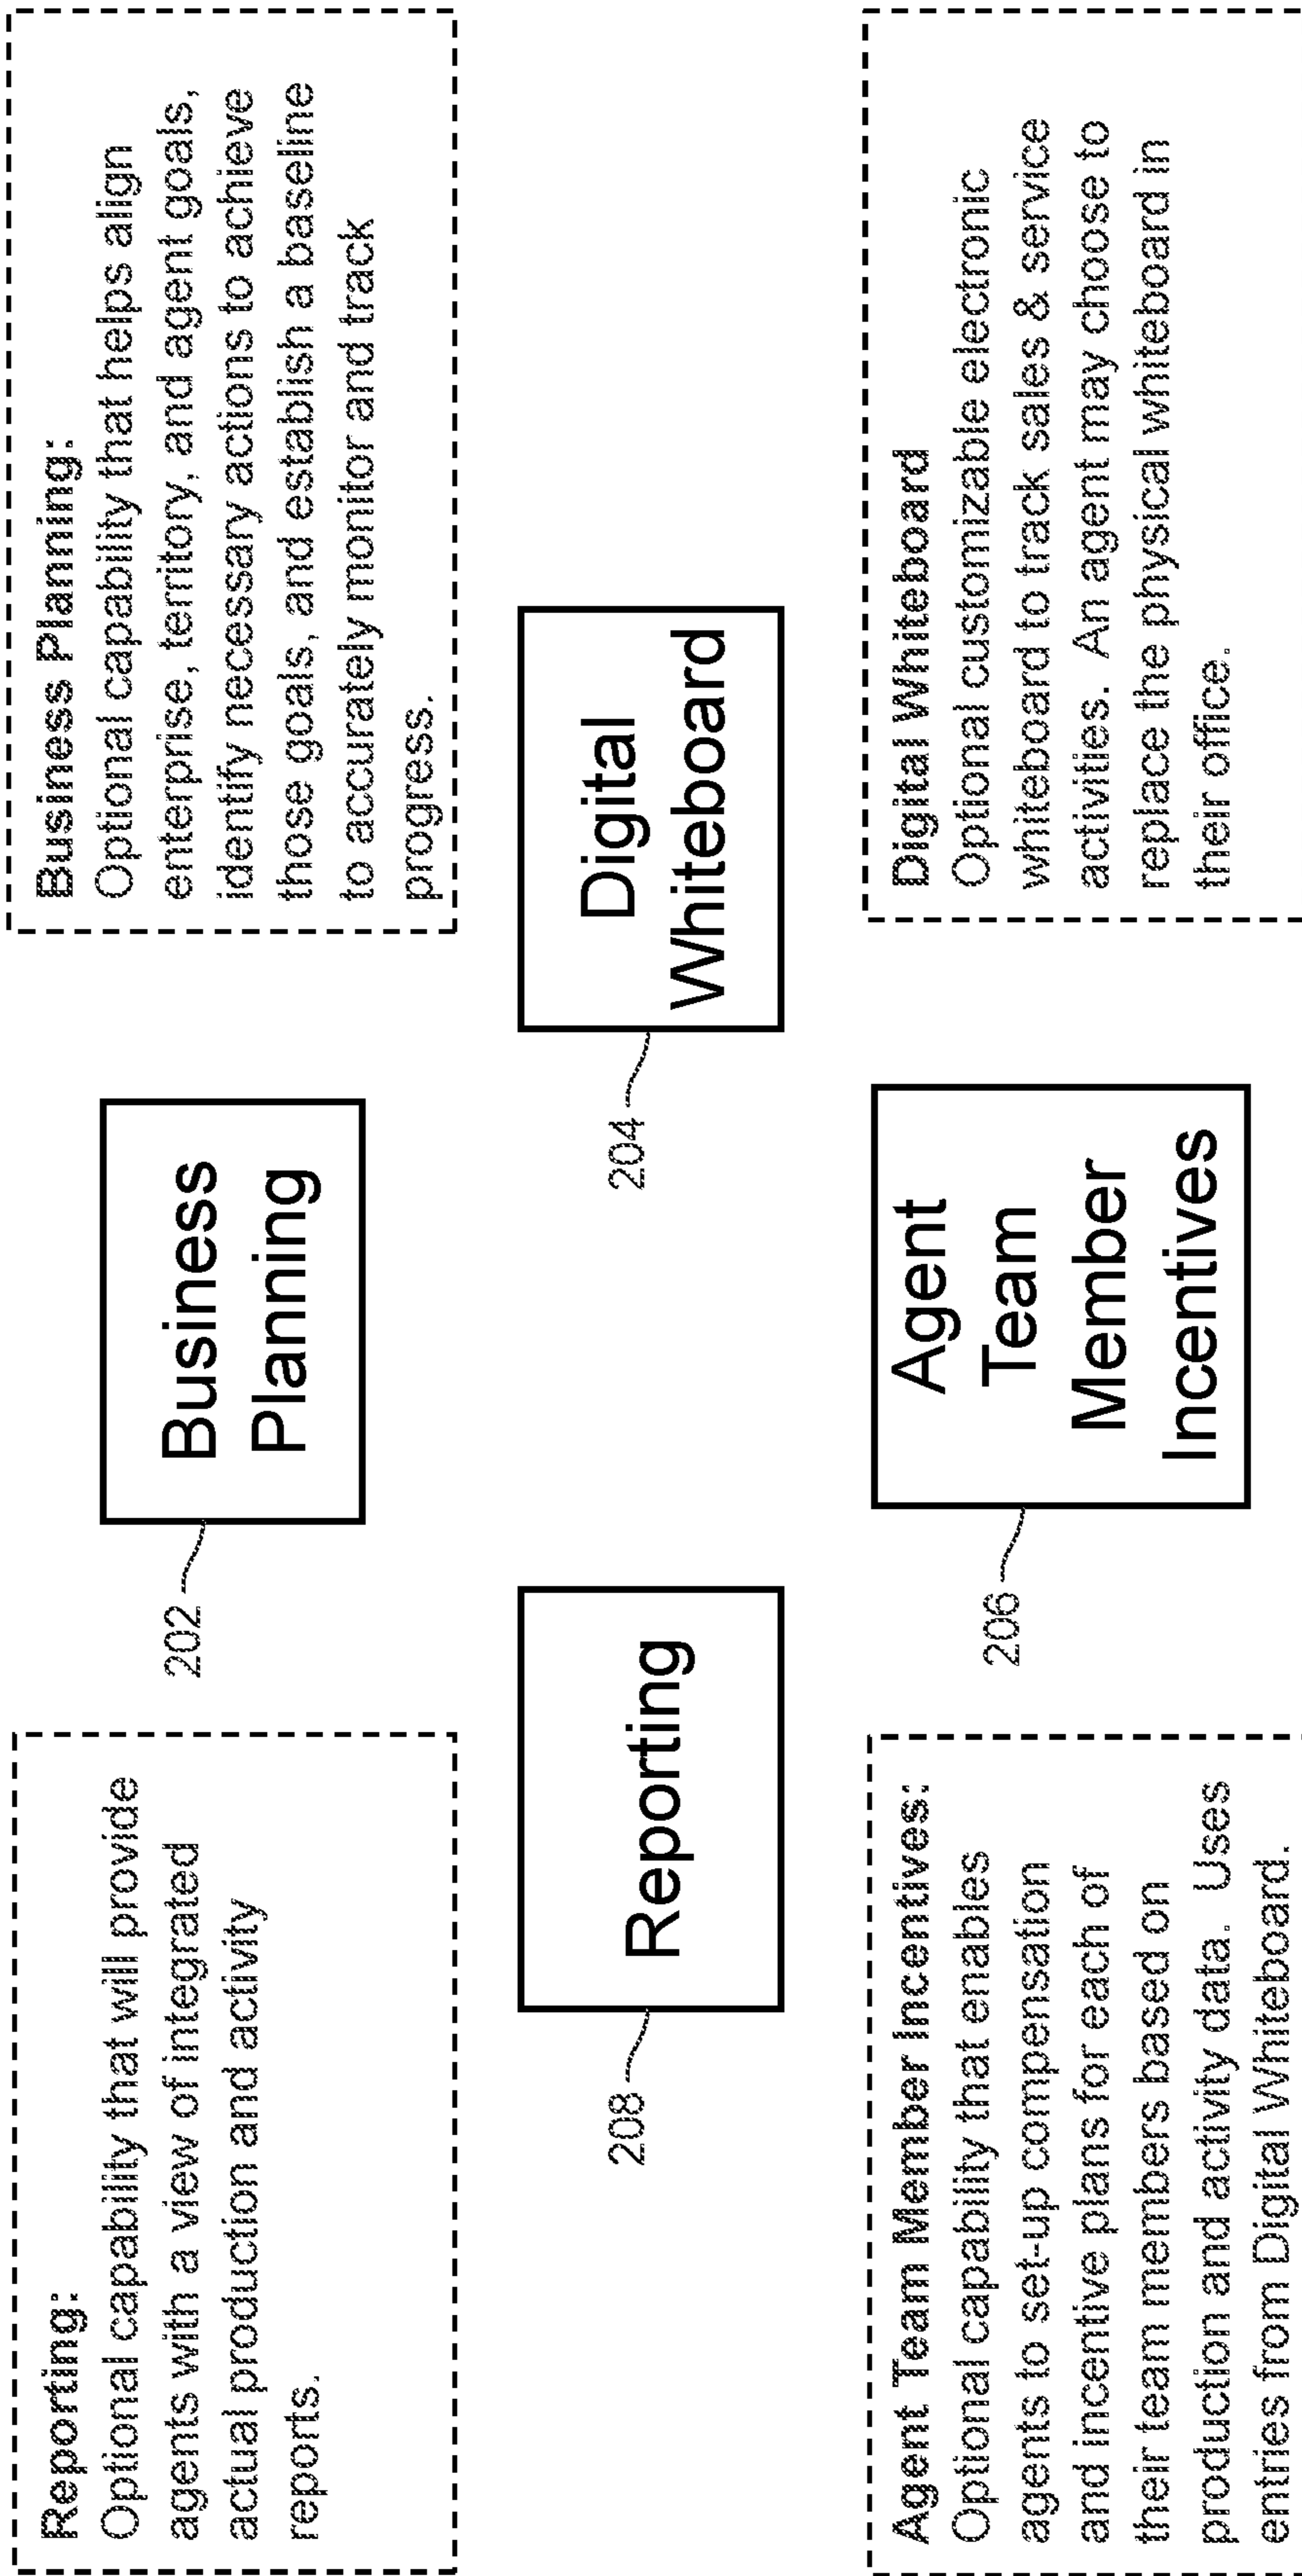 Reporting:
Optional capability that will provide
agents with a view of integrated
actual production and activity
reports.
Business Planning:
Optional capability that helps align
enterprise, territory, and agent goals,
identify necessary actions to achieve
those goals, and establish a baseline
to accurately monitor and track
progress.
202
Business
Planning
208
Reporting
204
Digital
Whiteboard
206
Agent
Team
Member
Incentives
Agent Team Member Incentives:
Optional capability that enables
agents to set-up compensation
and incentive plans for each of
their team members based on
production and activity data. Uses
entries from Digital Whiteboard.
Digital Whiteboard
Optional customizable electronic
whiteboard to track sales & service
activities. An agent may choose to
replace the physical whiteboard in
their office.